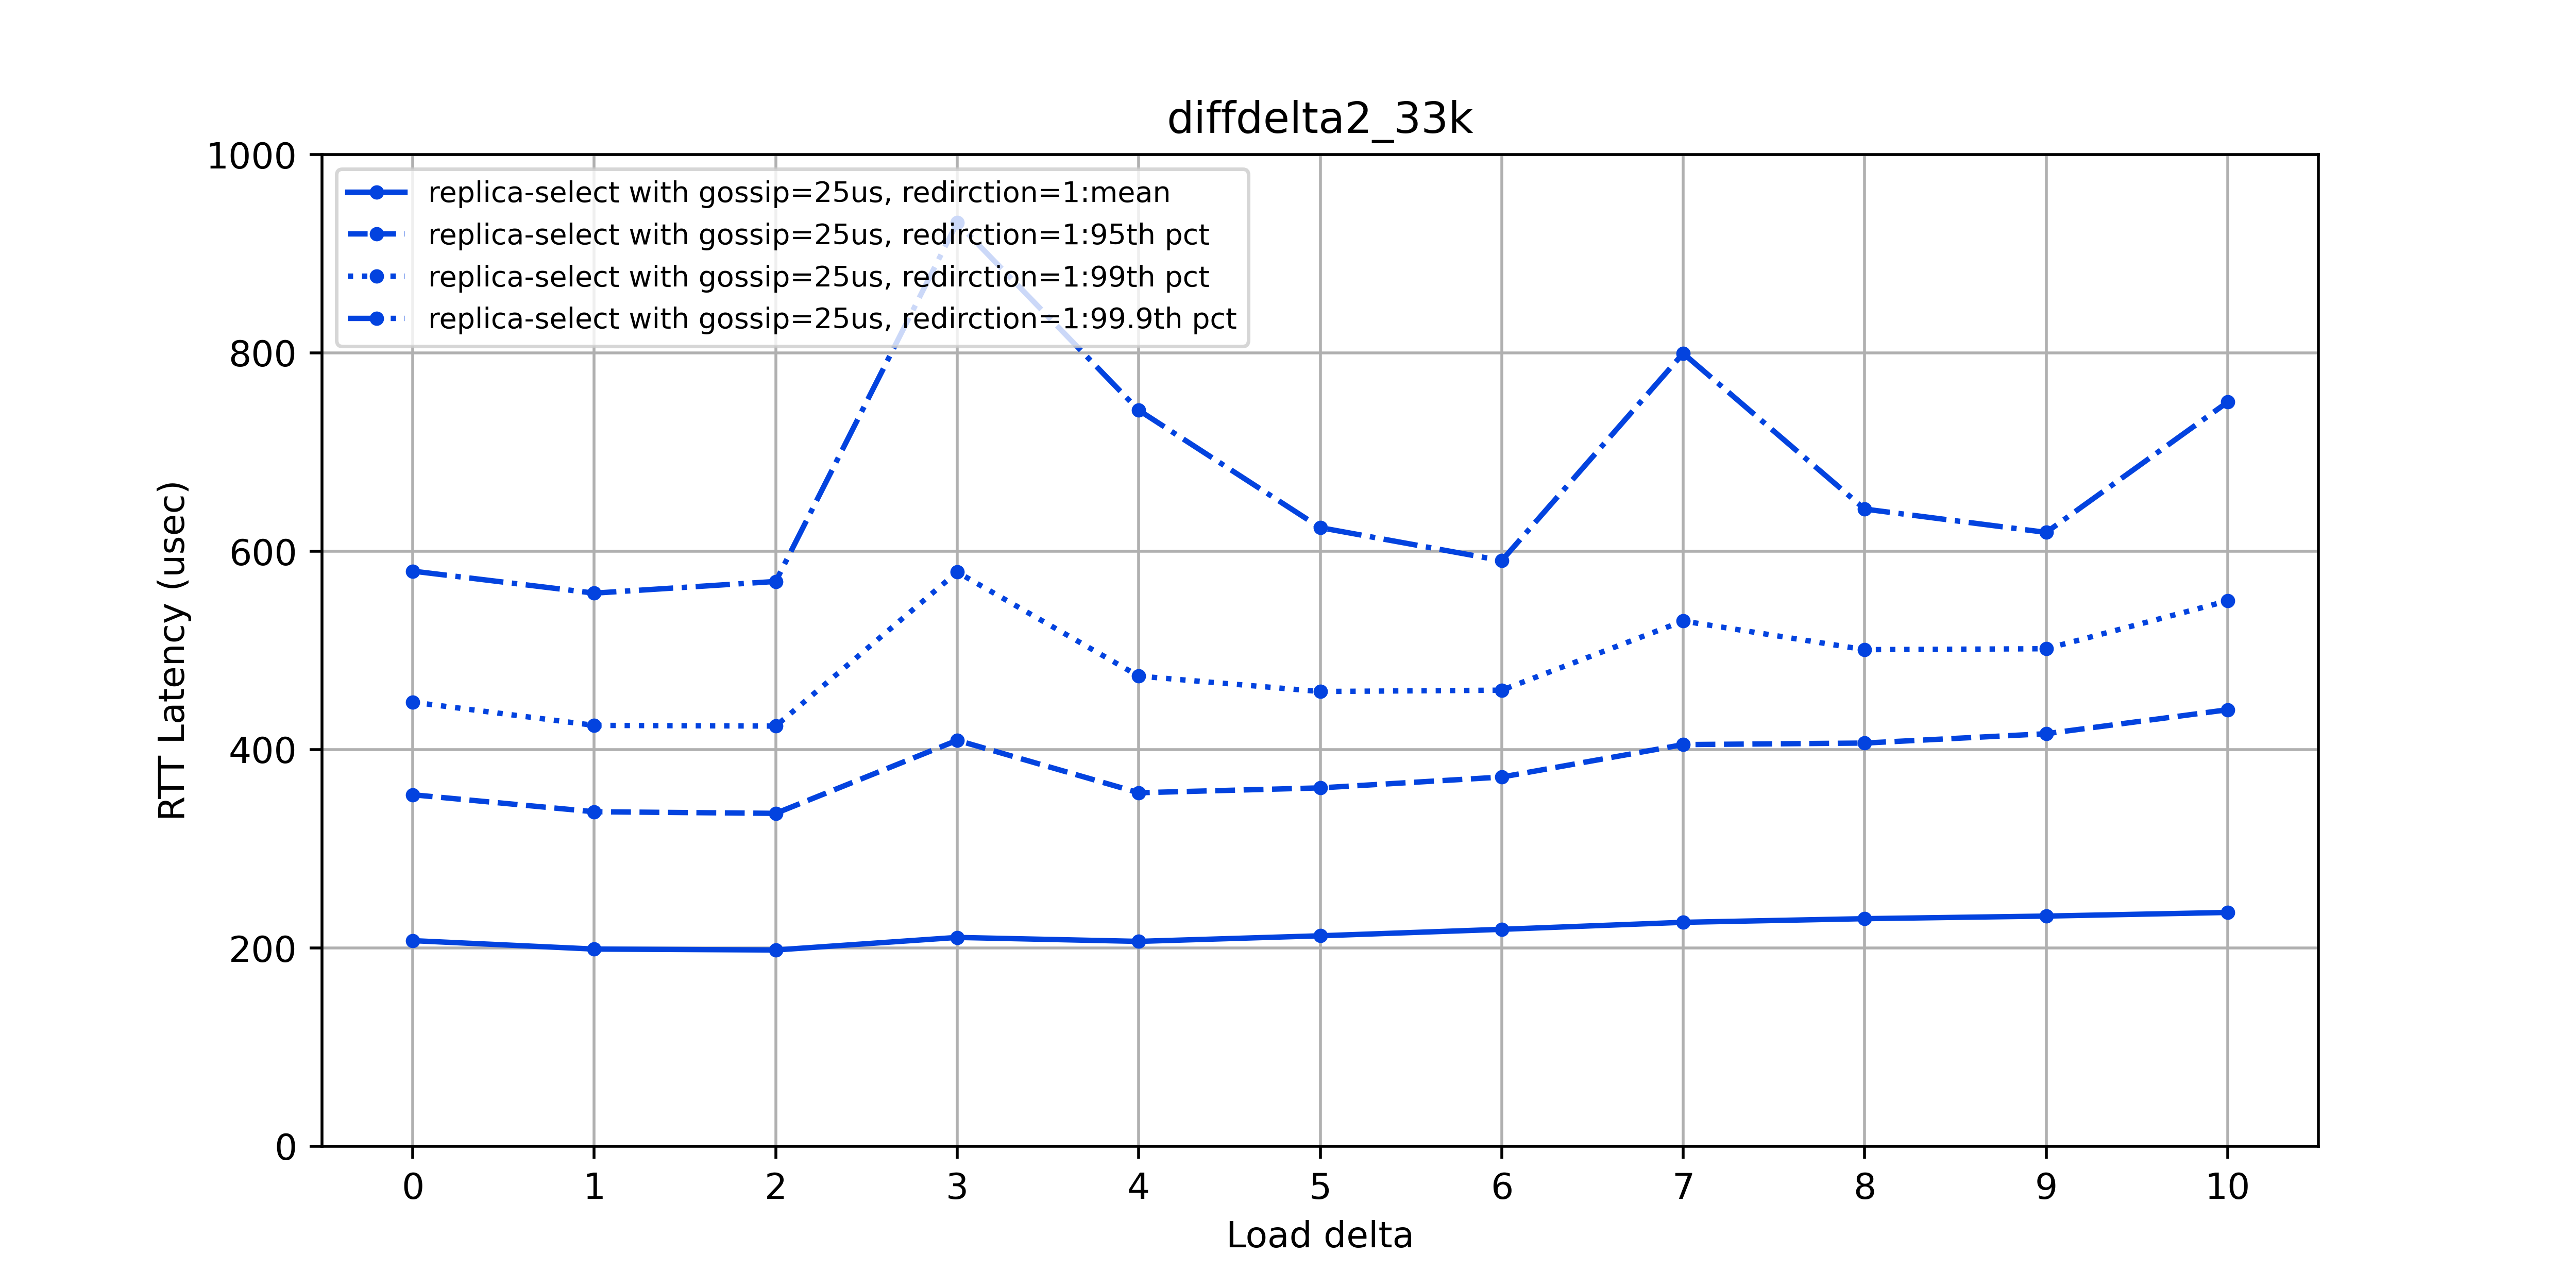 diffdelta2_33k
1000
800
600
400
200
0
RTT Latency (usec)
replica-select with gossip=25us, redirction=1:mean
replica-select with gossip=25us, redirction=1:95th pct
replica-select with gossip=25us, redirction=1:99th pct
replica-select with gossip=25us, redirction=1:99.9th pct
0 1 2 3 4 5 6 7 8 9 10
Load delta